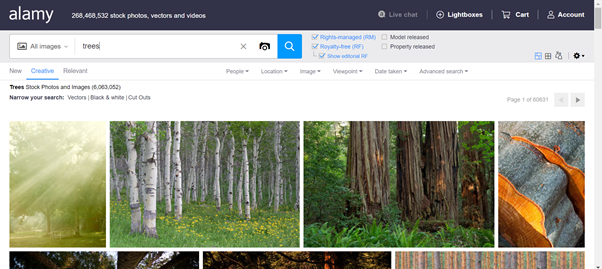 alamy
268,468,532 stock photos, vectors and videos
Live chat
Lightboxes
Cart
Account
All images
trees
Rights-managed (RM)
Model released
Royalty-free (RF)
Property released
Show editorial RF
New
Creative
Relevant
People
Location
Image
Viewpoint
Date taken
Advanced search
Trees Stock Photos and Images (6,063,052)
Narrow your search: Vectors | Black & white | Cut Outs
Page 1 of 60631